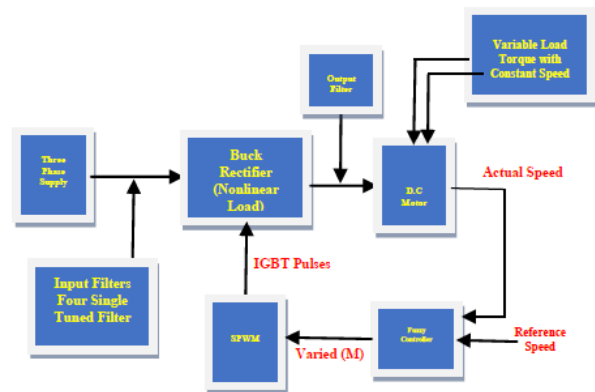 Variable Load
Torque with
Constant Speed
Output
Filter
Three
Phase
Supply
Buck
Rectifier
(Nonlinear
Load)
D.C
Motor
Actual Speed
IGBT Pulses
Input Filters
Four Single
Tuned Filter
SPWM
Varied (M)
Fuzzy
Controller
Reference
Speed